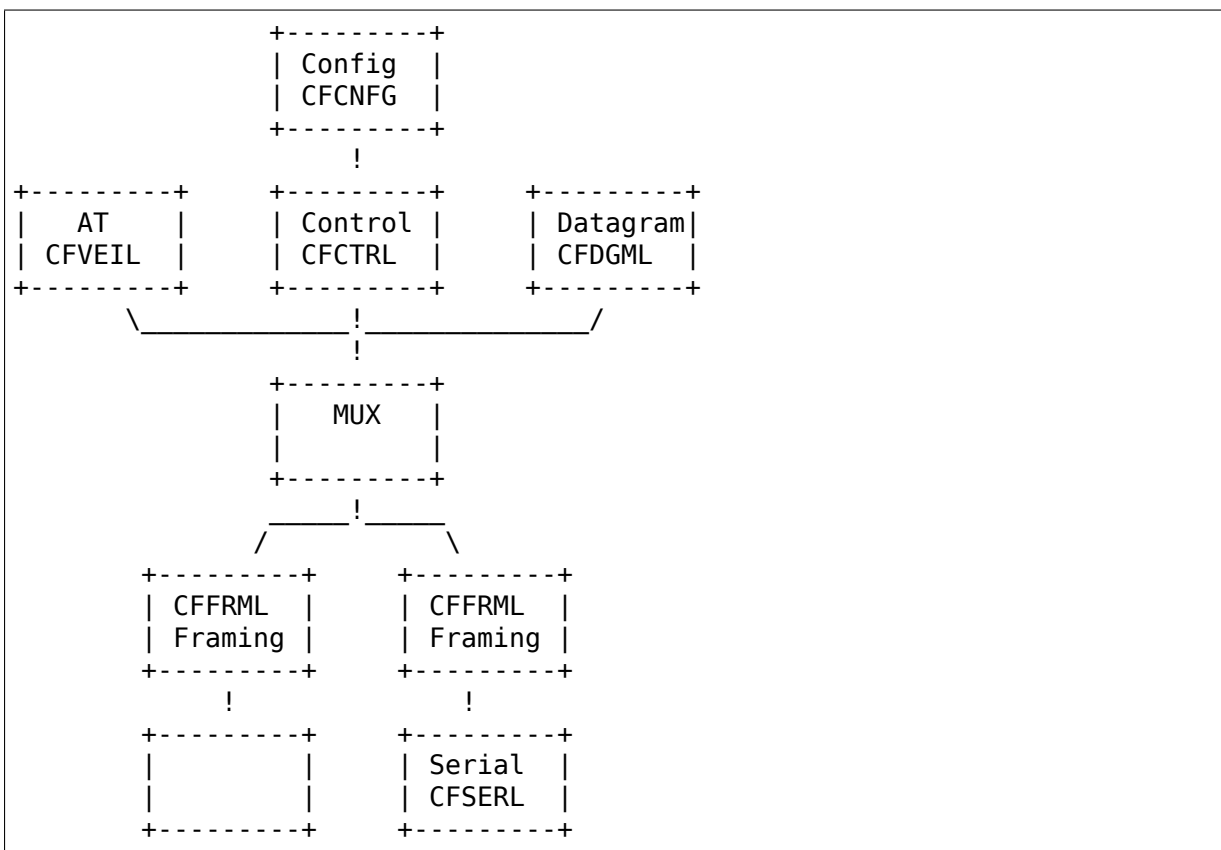 Config
CFCNFG
AT Control Datagram
CFVEIL CFCTRL CFDGML
MUX
CFFRML CFFRML
Framing Framing
Serial
CFSERL